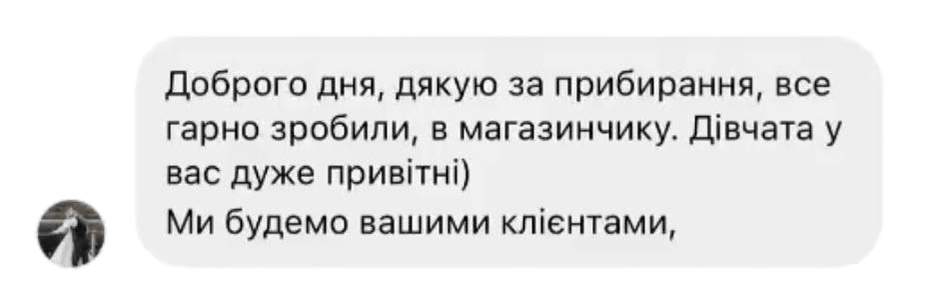 Доброго дня, дякую за прибирання, все
гарно зробили, в магазинчику. Дівчата у
вас дуже привітні)
Ми будемо вашими клієнтами,